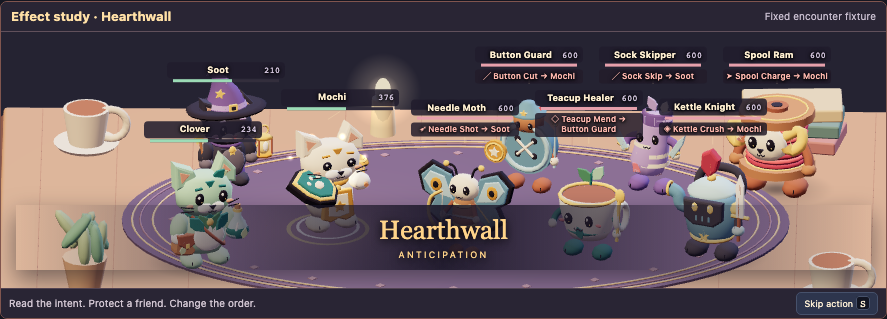 Effect study · Hearthwall
Fixed encounter fixture
Button Guard 600
Button Cut → Mochi
Sock Skipper 600
Sock Skip → Soot
Spool Ram 600
Spool Charge → Mochi
Soot 210
Mochi 376
Clover 234
Needle Moth 600
Needle Shot → Soot
Teacup Healer 600
Teacup Mend →
Button Guard
Kettle Knight 600
Kettle Crush → Mochi
Hearthwall
ANTICIPATION
Read the intent. Protect a friend. Change the order.
Skip action S